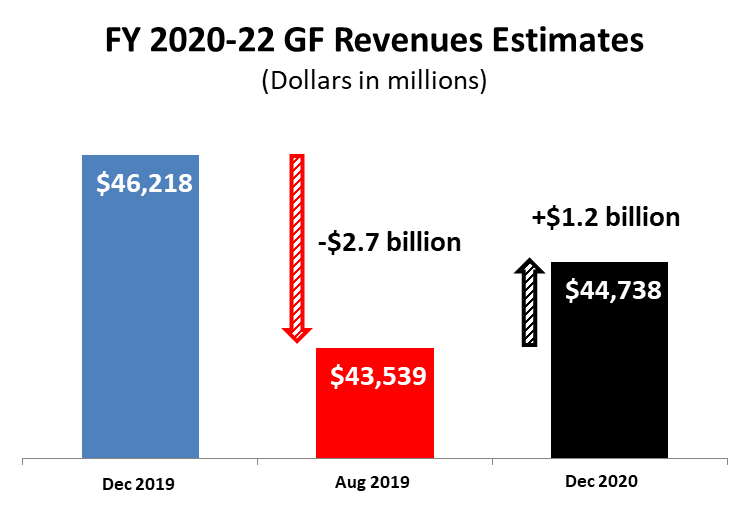 FY 2020-22 GF Revenues Estimates
(Dollars in millions)
$46,218
-$2.7 billion
$43,539
+$1.2 billion
$44,738
Dec 2019
Aug 2019
Dec 2020